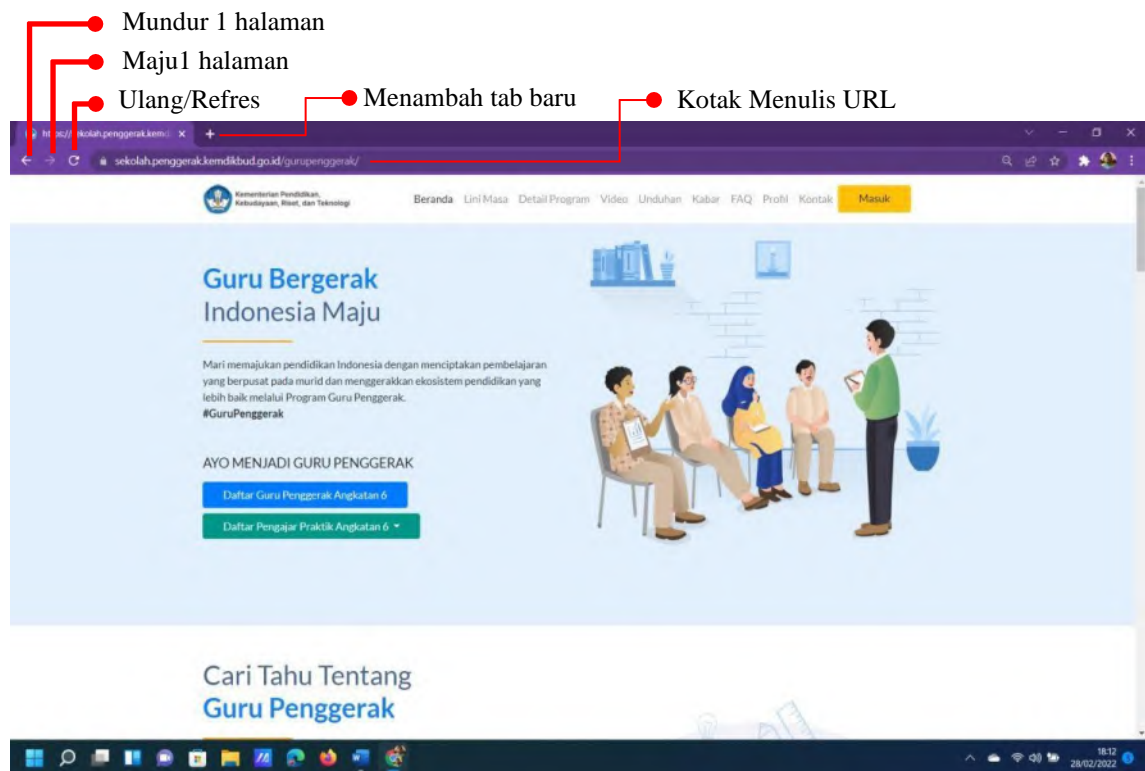 Mundur 1 halaman
Maju1 halaman
Ulang/Refres
Menambah tab baru
Kotak Menulis URL
sekolah.penggerak.kemdikbud.go.id/gurupenggerak/
Kementerian Pendidikan,
Kebudayaan, Riset, dan Teknologi
Beranda Lini Masa Detail Program Video Unduhan Kabar FAQ Profil Kontak Masuk
Guru Bergerak
Indonesia Maju
Mari memajukan pendidikan Indonesia dengan menciptakan pembelajaran
yang berpusat pada murid dan menggerakkan ekosistem pendidikan yang
lebih baik melalui Program Guru Penggerak.
#GuruPenggerak
AYO MENJADI GURU PENGGERAK
Daftar Guru Penggerak Angkatan 6
Daftar Pengajar Praktik Angkatan 6
Cari Tahu Tentang
Guru Penggerak
18.12
28/02/2022